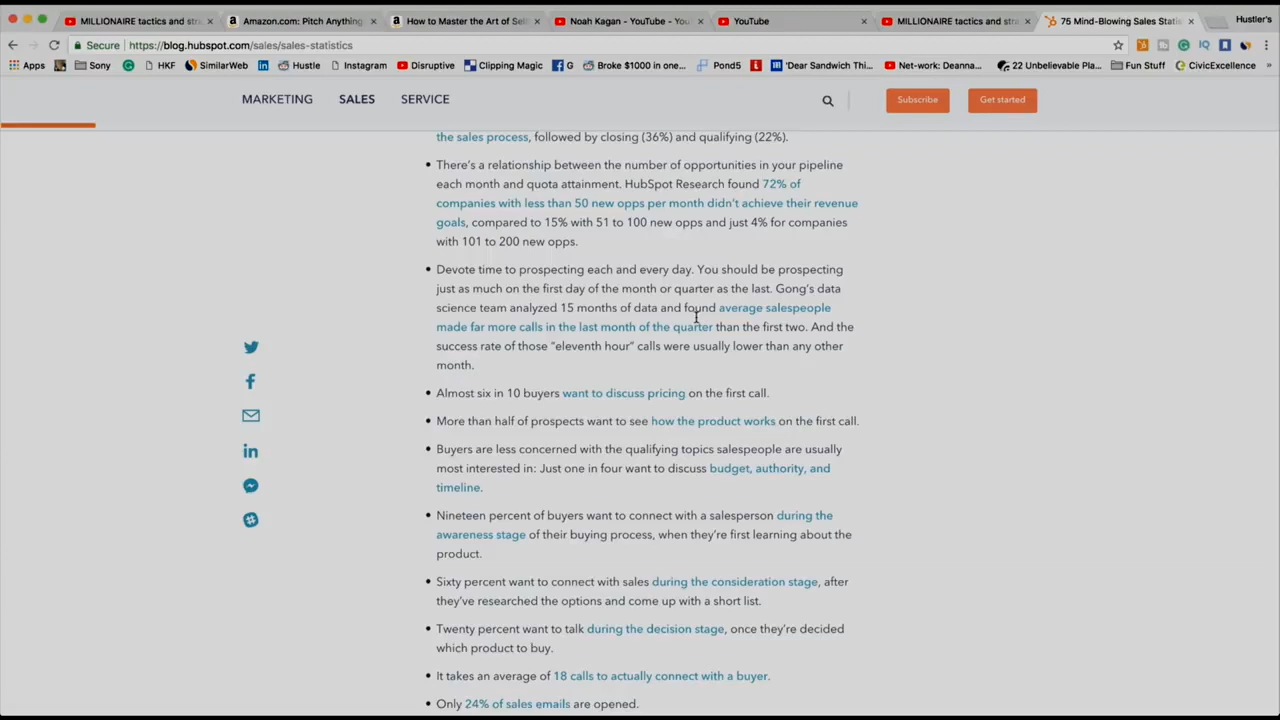 MILLIONAIRE tactics and stra
Amazon.com: Pitch Anything
How to Master the Art of Sel
Noah Kagan - YouTube - You
YouTube
MILLIONAIRE tactics and stra
75 Mind-Blowing Sales Statis
Hustler's
Secure
https://blog.hubspot.com/sales/sales-statistics
Apps
Sony
HKF
SimilarWeb
Hustle
Instagram
Disruptive
Clipping Magic
G
Broke $1000 in one...
Pond5
'Dear Sandwich Thi...
Net-work: Deanna...
22 Unbelievable Pla...
Fun Stuff
CivicExcellence
MARKETING
SALES
SERVICE
Subscribe
Get started
the sales process, followed by closing (36%) and qualifying (22%).
There's a relationship between the number of opportunities in your pipeline
each month and quota attainment. HubSpot Research found 72% of
companies with less than 50 new opps per month didn't achieve their revenue
goals, compared to 15% with 51 to 100 new opps and just 4% for companies
with 101 to 200 new opps.
Devote time to prospecting each and every day. You should be prospecting
just as much on the first day of the month or quarter as the last. Gong's data
science team analyzed 15 months of data and found average salespeople
made far more calls in the last month of the quarter than the first two. And the
success rate of those "eleventh hour" calls were usually lower than any other
month.
Almost six in 10 buyers want to discuss pricing on the first call.
More than half of prospects want to see how the product works on the first call.
Buyers are less concerned with the qualifying topics salespeople are usually
most interested in: Just one in four want to discuss budget, authority, and
timeline.
Nineteen percent of buyers want to connect with a salesperson during the
awareness stage of their buying process, when they're first learning about the
product.
Sixty percent want to connect with sales during the consideration stage, after
they've researched the options and come up with a short list.
Twenty percent want to talk during the decision stage, once they're decided
which product to buy.
It takes an average of 18 calls to actually connect with a buyer.
Only 24% of sales emails are opened.